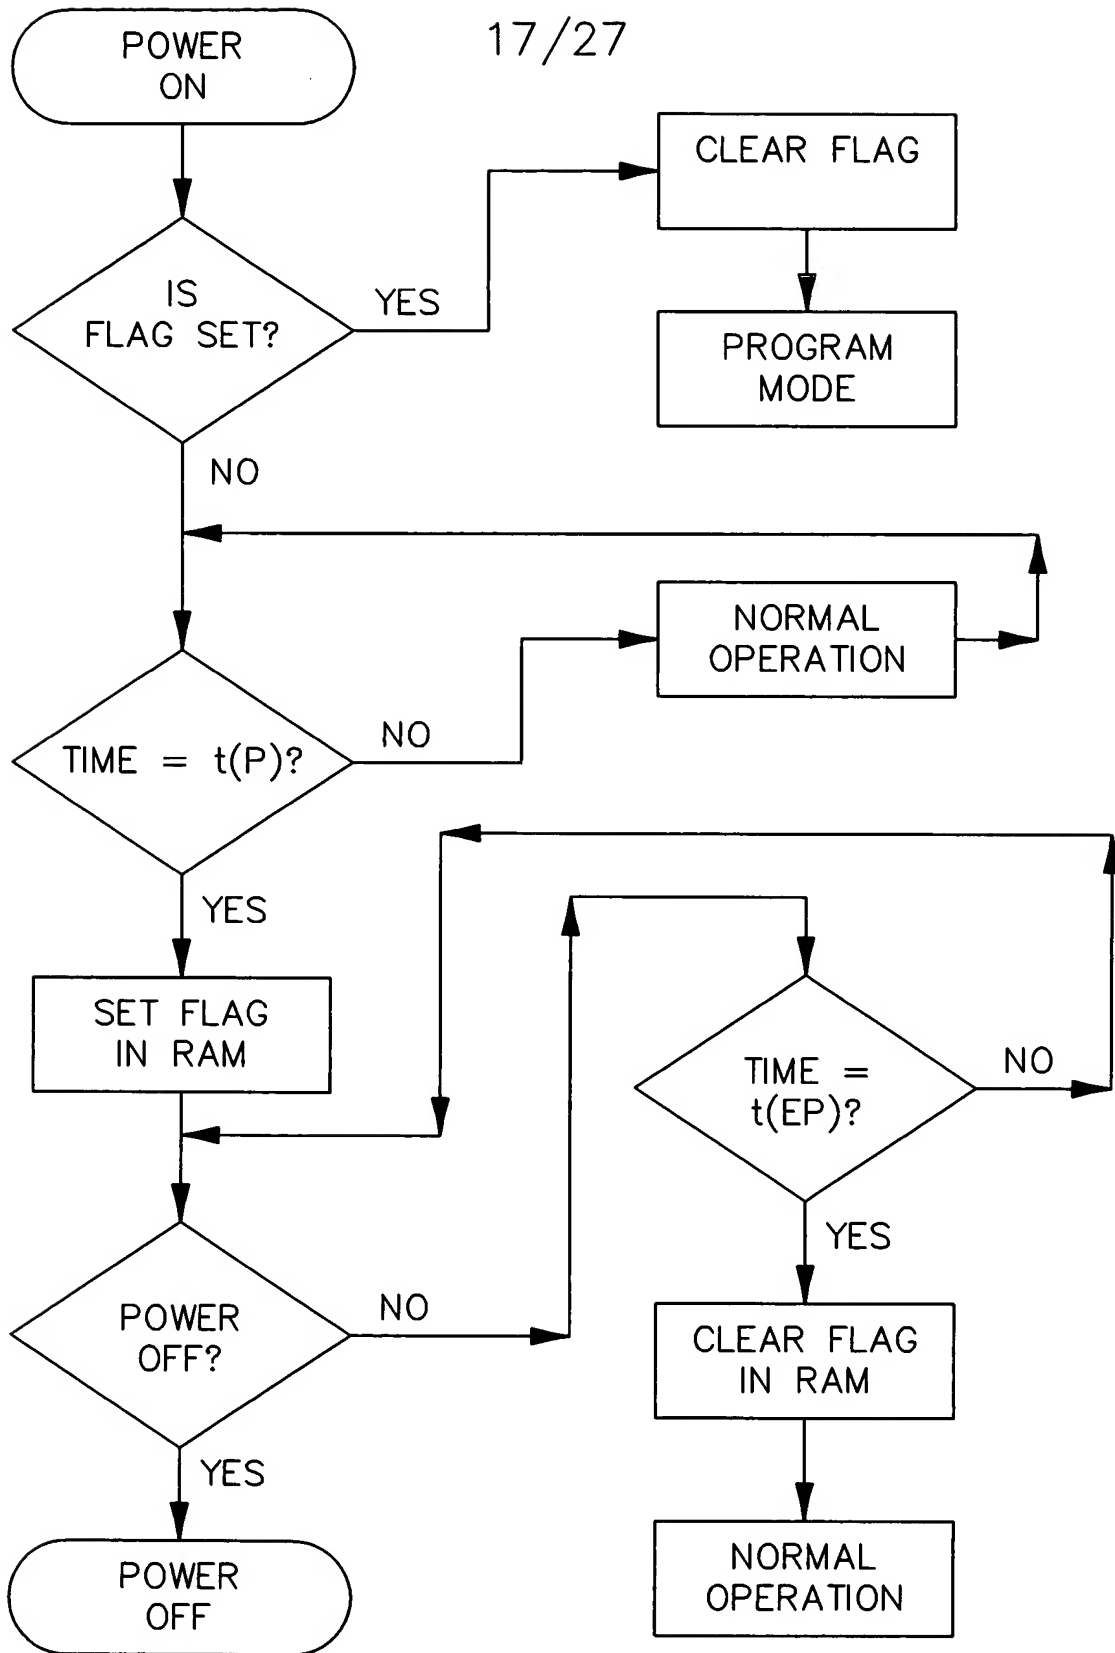 17/27
POWER
ON
CLEAR FLAG
IS
FLAG SET?
YES
PROGRAM
MODE
NO
NORMAL
OPERATION
TIME = t(P)?
NO
YES
SET FLAG
IN RAM
TIME =
t(EP)?
NO
YES
POWER
OFF?
NO
CLEAR FLAG
IN RAM
YES
POWER
OFF
NORMAL
OPERATION